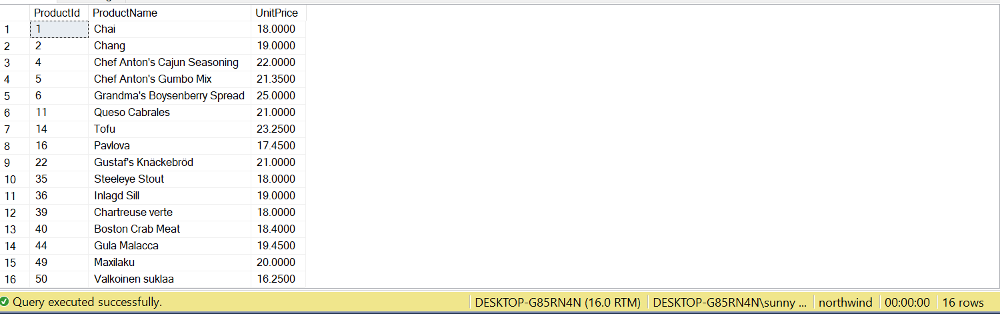 ProductId ProductName UnitPrice
1 1 Chai 18.0000
2 2 Chang 19.0000
3 4 Chef Anton's Cajun Seasoning 22.0000
4 5 Chef Anton's Gumbo Mix 21.3500
5 6 Grandma's Boysenberry Spread 25.0000
6 11 Queso Cabrales 21.0000
7 14 Tofu 23.2500
8 16 Pavlova 17.4500
9 22 Gustaf's Knäckebröd 21.0000
10 35 Steeleye Stout 18.0000
11 36 Inlagd Sill 19.0000
12 39 Chartreuse verte 18.0000
13 40 Boston Crab Meat 18.4000
14 44 Gula Malacca 19.4500
15 49 Maxilaku 20.0000
16 50 Valkoinen suklaa 16.2500
Query executed successfully. DESKTOP-G85RN4N (16.0 RTM) DESKTOP-G85RN4N\sunny ... northwind 00:00:00 16 rows